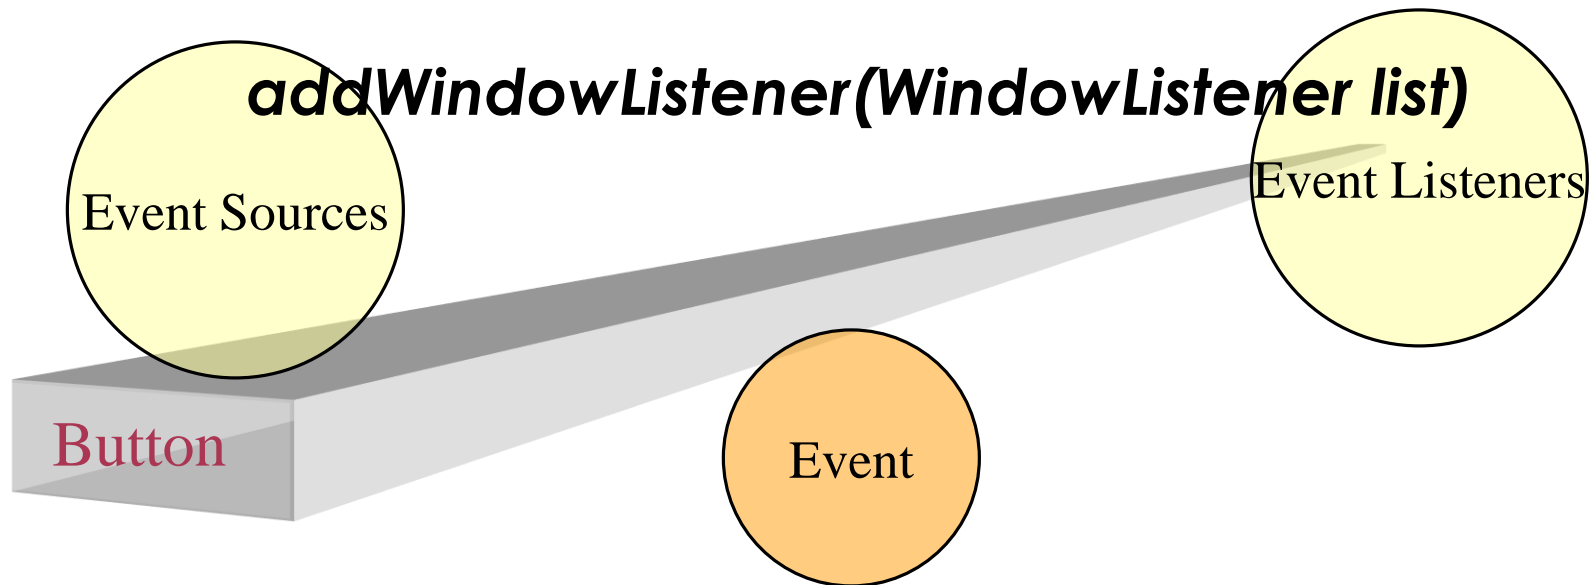 addWindowListener(WindowListener list)
Event Sources
Event Listeners
Button
Event